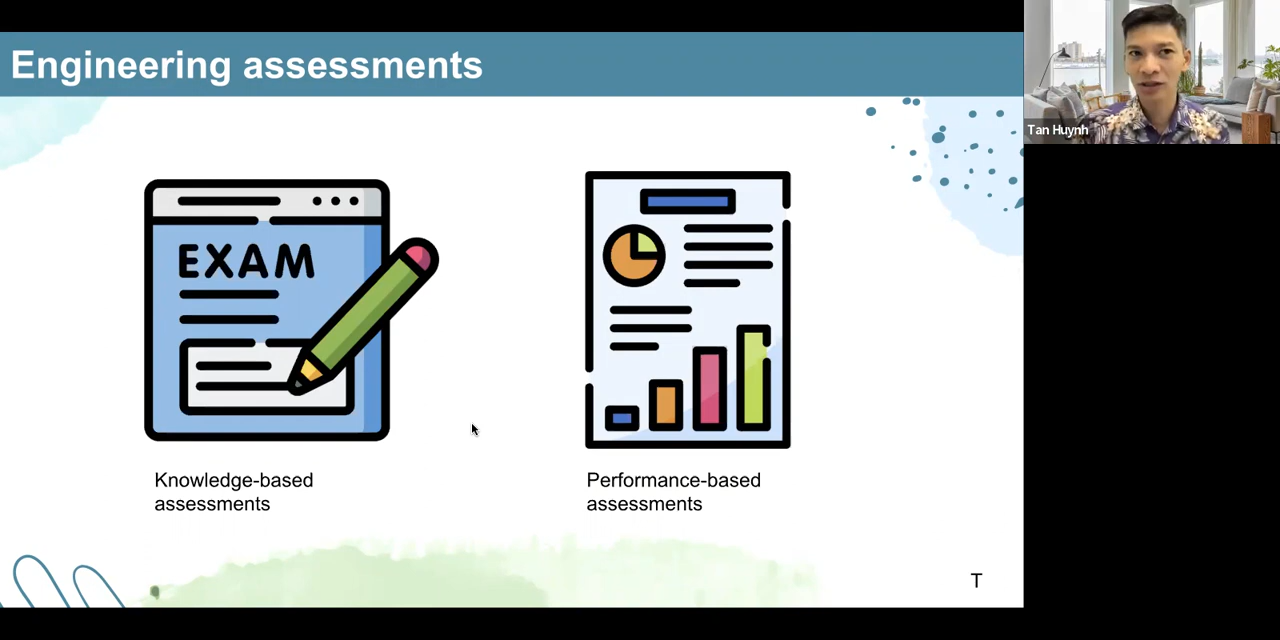 Engineering assessments
Tan Huynh
EXAM
Knowledge-based
assessments
Performance-based
assessments
T